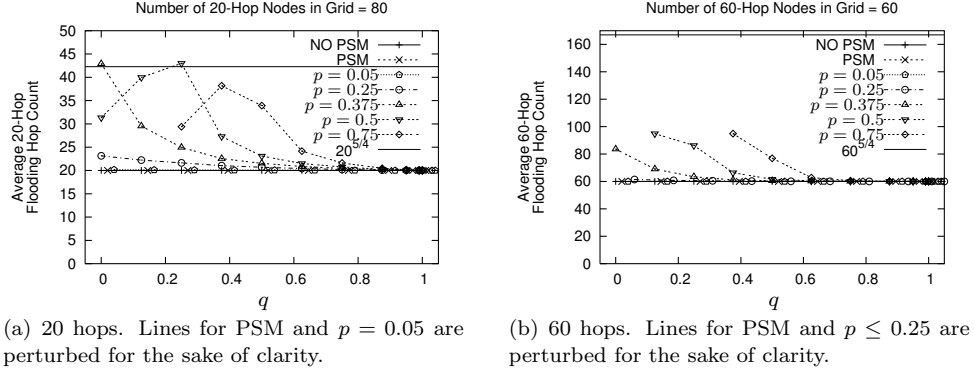 Number of 20-Hop Nodes in Grid = 80
50
45
40
35
30
25
20
15
10
5
0
Average 20-Hop
Flooding Hop Count
NO PSM
PSM
p = 0.05
p = 0.25
p = 0.375
p = 0.5
p = 0.75
20^{5/4}
0
0.2
0.4
0.6
0.8
1
q
(a) 20 hops. Lines for PSM and p = 0.05 are
perturbed for the sake of clarity.
Number of 60-Hop Nodes in Grid = 60
160
140
120
100
80
60
40
20
0
Average 60-Hop
Flooding Hop Count
NO PSM
PSM
p = 0.05
p = 0.25
p = 0.375
p = 0.5
p = 0.75
60^{5/4}
0
0.2
0.4
0.6
0.8
1
q
(b) 60 hops. Lines for PSM and p ≤ 0.25 are
perturbed for the sake of clarity.